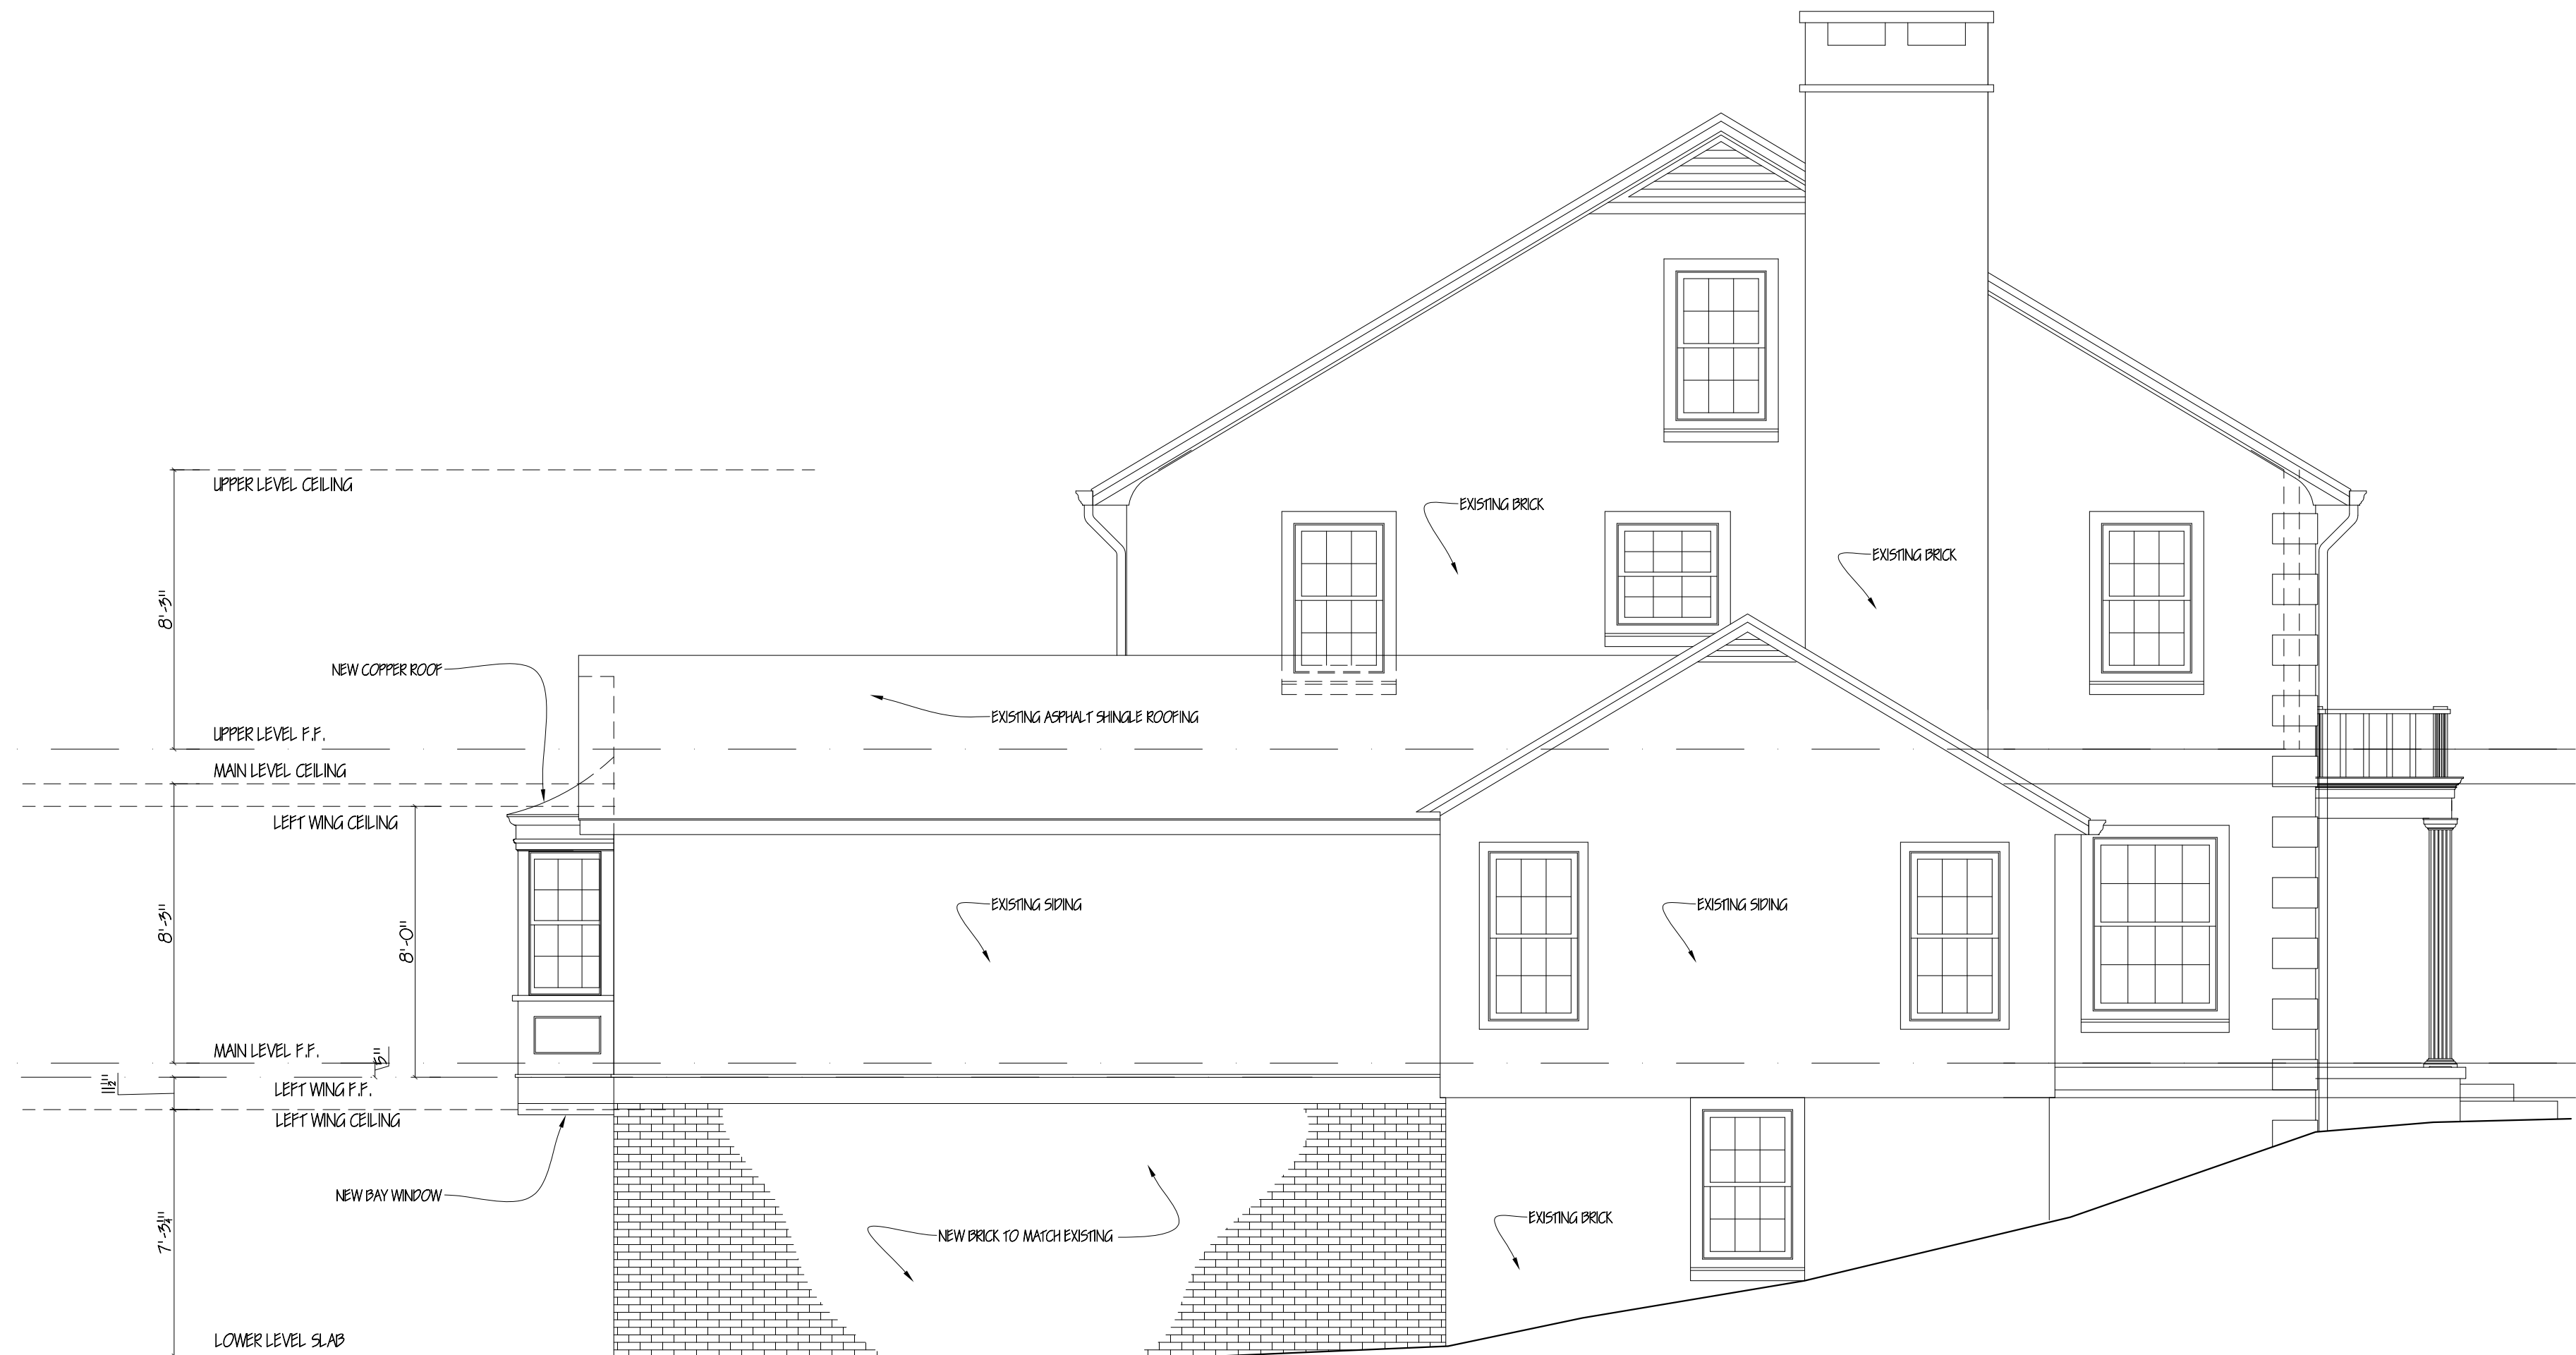 UPPER LEVEL CEILING
EXISTING BRICK
EXISTING BRICK
8'-3"
NEW COPPER ROOF
EXISTING ASPHALT SHINGLE ROOFING
UPPER LEVEL F.F.
MAIN LEVEL CEILING
LEFT WING CEILING
8'-3"
8'-0"
EXISTING SIDING
EXISTING SIDING
MAIN LEVEL F.F.
5"
11½"
LEFT WING F.F.
LEFT WING CEILING
NEW BAY WINDOW
7'-3¼"
NEW BRICK TO MATCH EXISTING
EXISTING BRICK
LOWER LEVEL SLAB